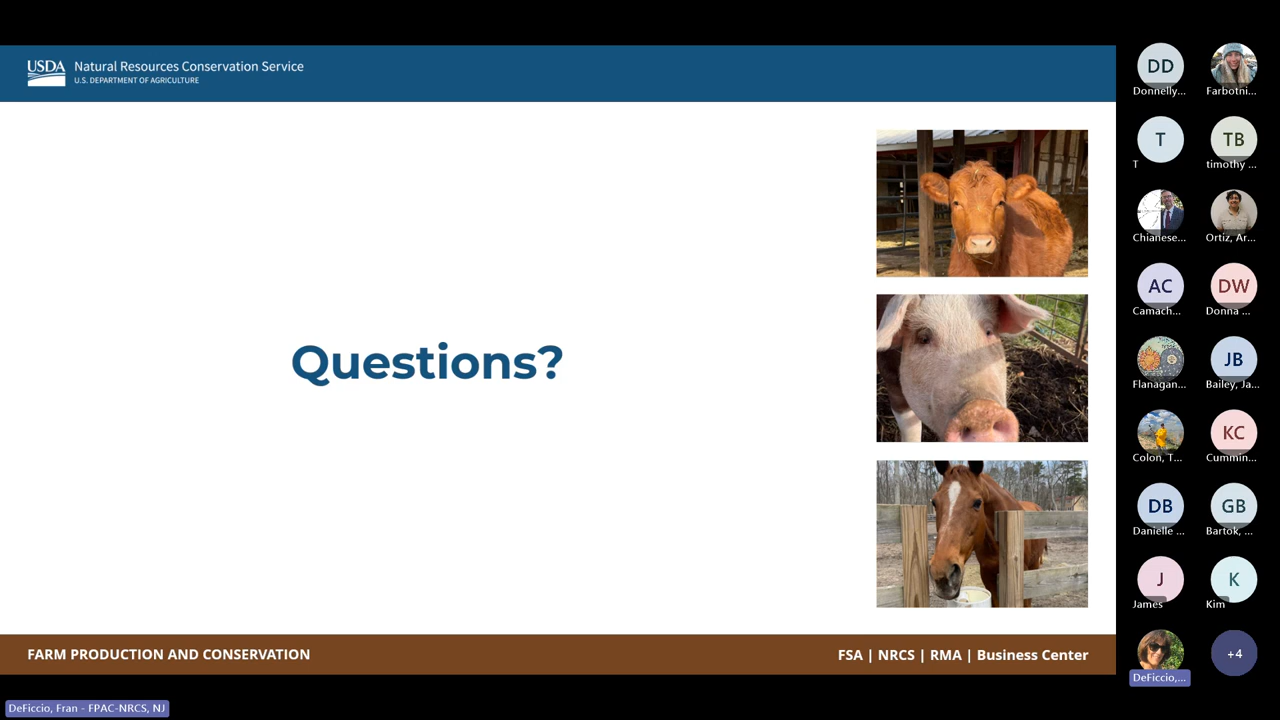 USDA
Natural Resources Conservation Service
U.S. DEPARTMENT OF AGRICULTURE
Questions?
FARM PRODUCTION AND CONSERVATION
FSA | NRCS | RMA | Business Center
DeFiccio, Fran - FPAC-NRCS, NJ
DD
Donnelly...
Farbotni...
T
T
TB
timothy ...
Chianese...
Ortiz, Ar...
AC
Camach...
DW
Donna ...
Flanagan...
JB
Bailey, Ja...
Colon, T...
KC
Cummin...
DB
Danielle ...
GB
Bartok, ...
J
James
K
Kim
DeFiccio,...
+4